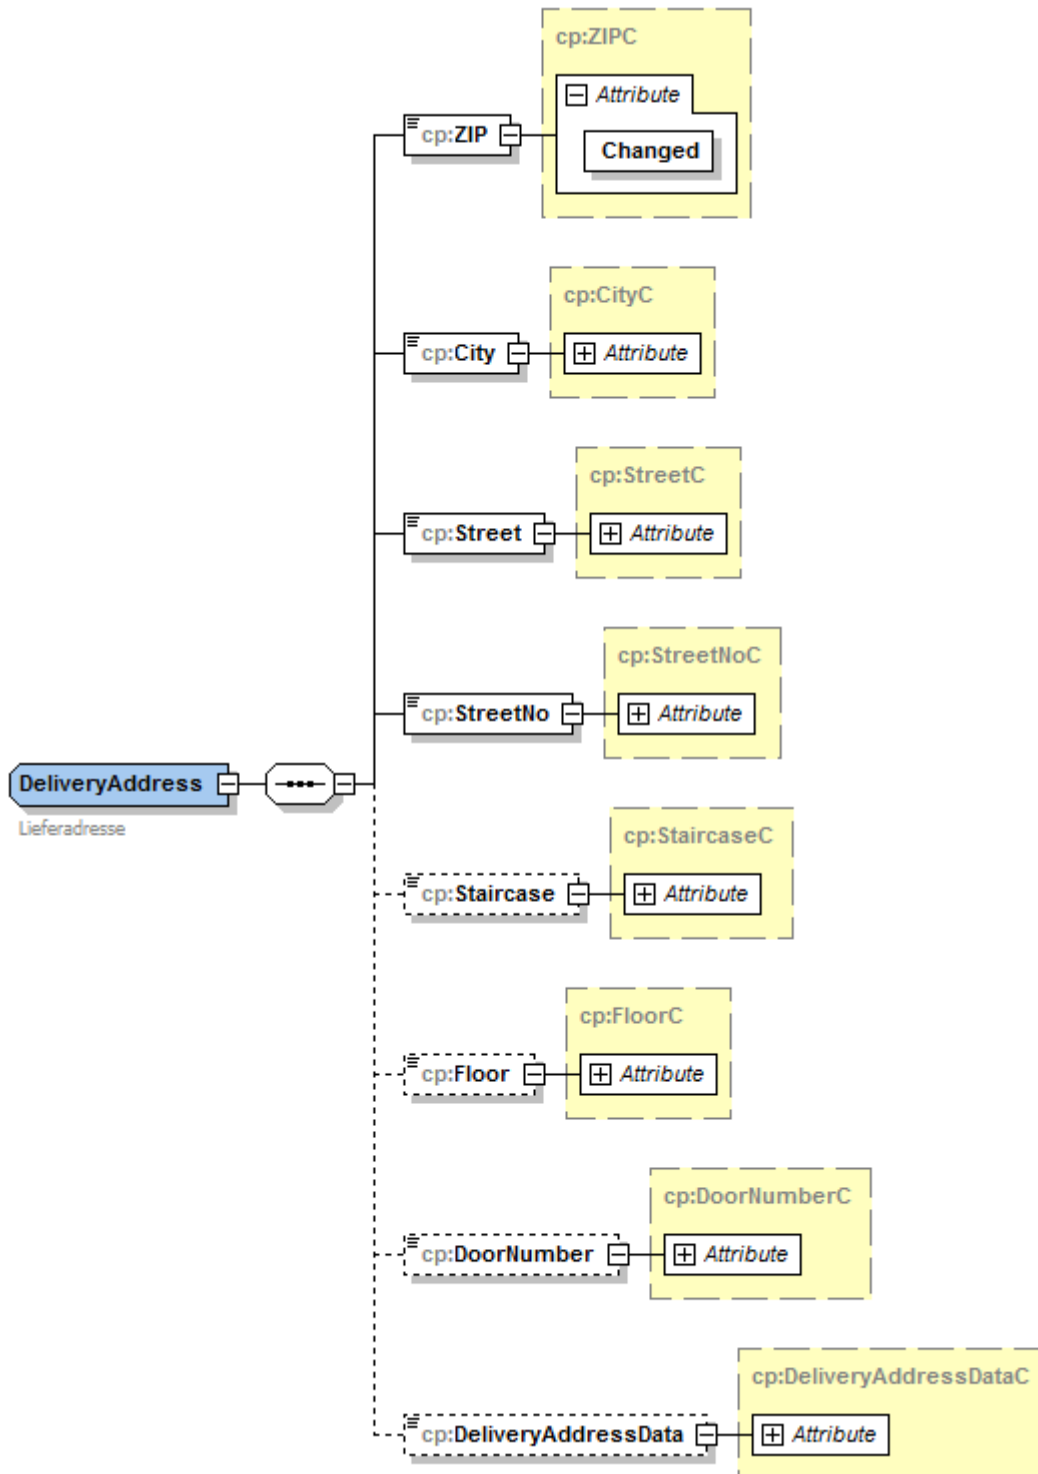 cp:ZIPC
Attribute
cp:ZIP
Changed
cp:CityC
cp:City
Attribute
cp:StreetC
cp:Street
Attribute
cp:StreetNoC
cp:StreetNo
Attribute
DeliveryAddress
Lieferadresse
cp:StaircaseC
cp:Staircase
Attribute
cp:FloorC
cp:Floor
Attribute
cp:DoorNumberC
cp:DoorNumber
Attribute
cp:DeliveryAddressDataC
cp:DeliveryAddressData
Attribute